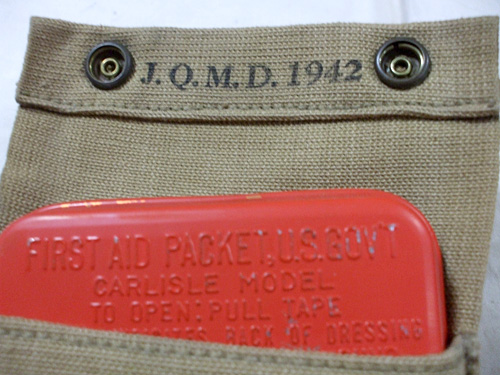 J.Q.M.D. 1942
FIRST AID PACKET, U.S. GOV'T
CARLISLE MODEL
TO OPEN: PULL TAPE
BACK OF DRESSING